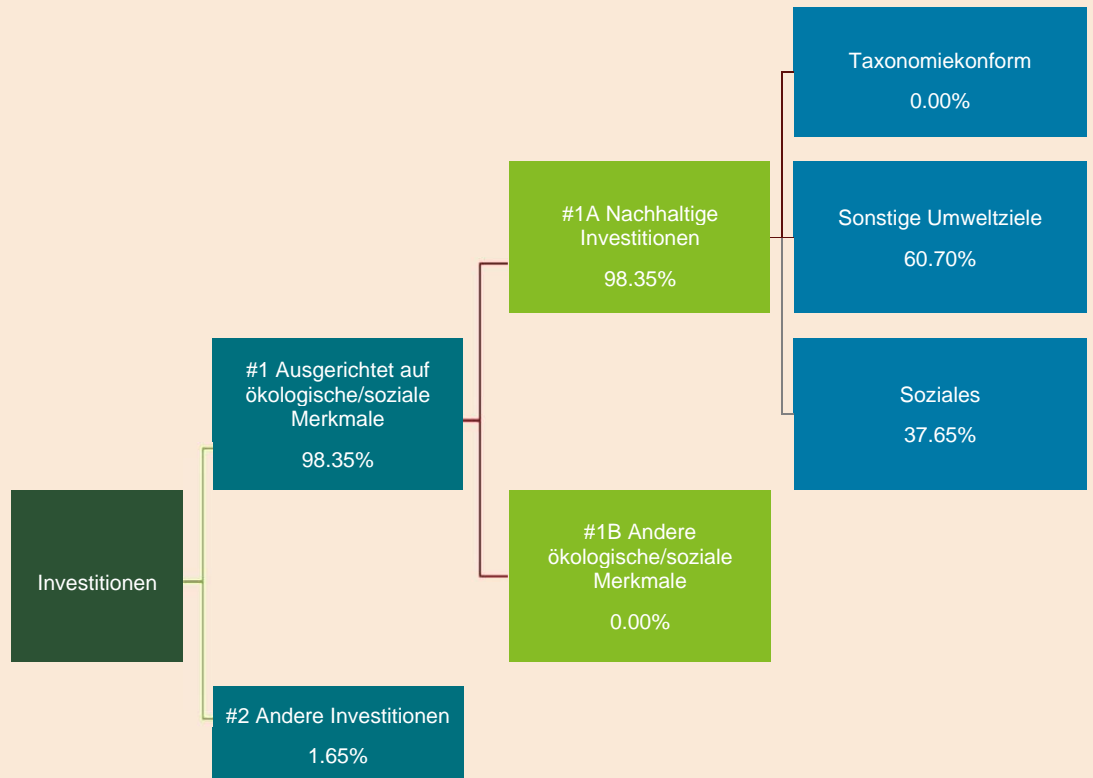 Investitionen
#1 Ausgerichtet auf
ökologische/soziale
Merkmale
98.35%
#2 Andere Investitionen
1.65%
#1A Nachhaltige
Investitionen
98.35%
#1B Andere
ökologische/soziale
Merkmale
0.00%
Taxonomiekonform
0.00%
Sonstige Umweltziele
60.70%
Soziales
37.65%